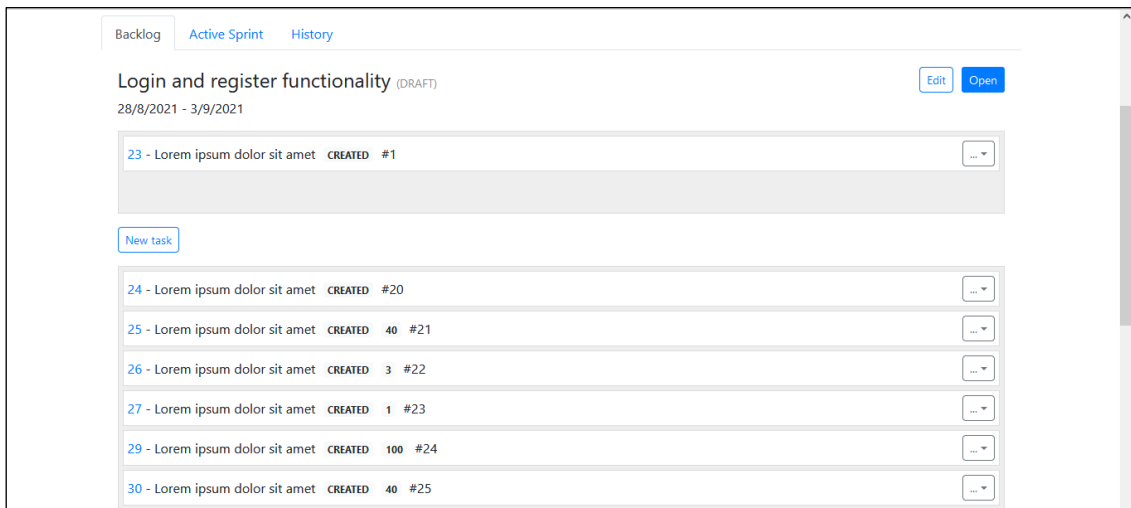 Backlog Active Sprint History
Login and register functionality (DRAFT) Edit Open
28/8/2021 - 3/9/2021
23 - Lorem ipsum dolor sit amet CREATED #1 ...
New task
24 - Lorem ipsum dolor sit amet CREATED #20 ...
25 - Lorem ipsum dolor sit amet CREATED 40 #21 ...
26 - Lorem ipsum dolor sit amet CREATED 3 #22 ...
27 - Lorem ipsum dolor sit amet CREATED 1 #23 ...
29 - Lorem ipsum dolor sit amet CREATED 100 #24 ...
30 - Lorem ipsum dolor sit amet CREATED 40 #25 ...